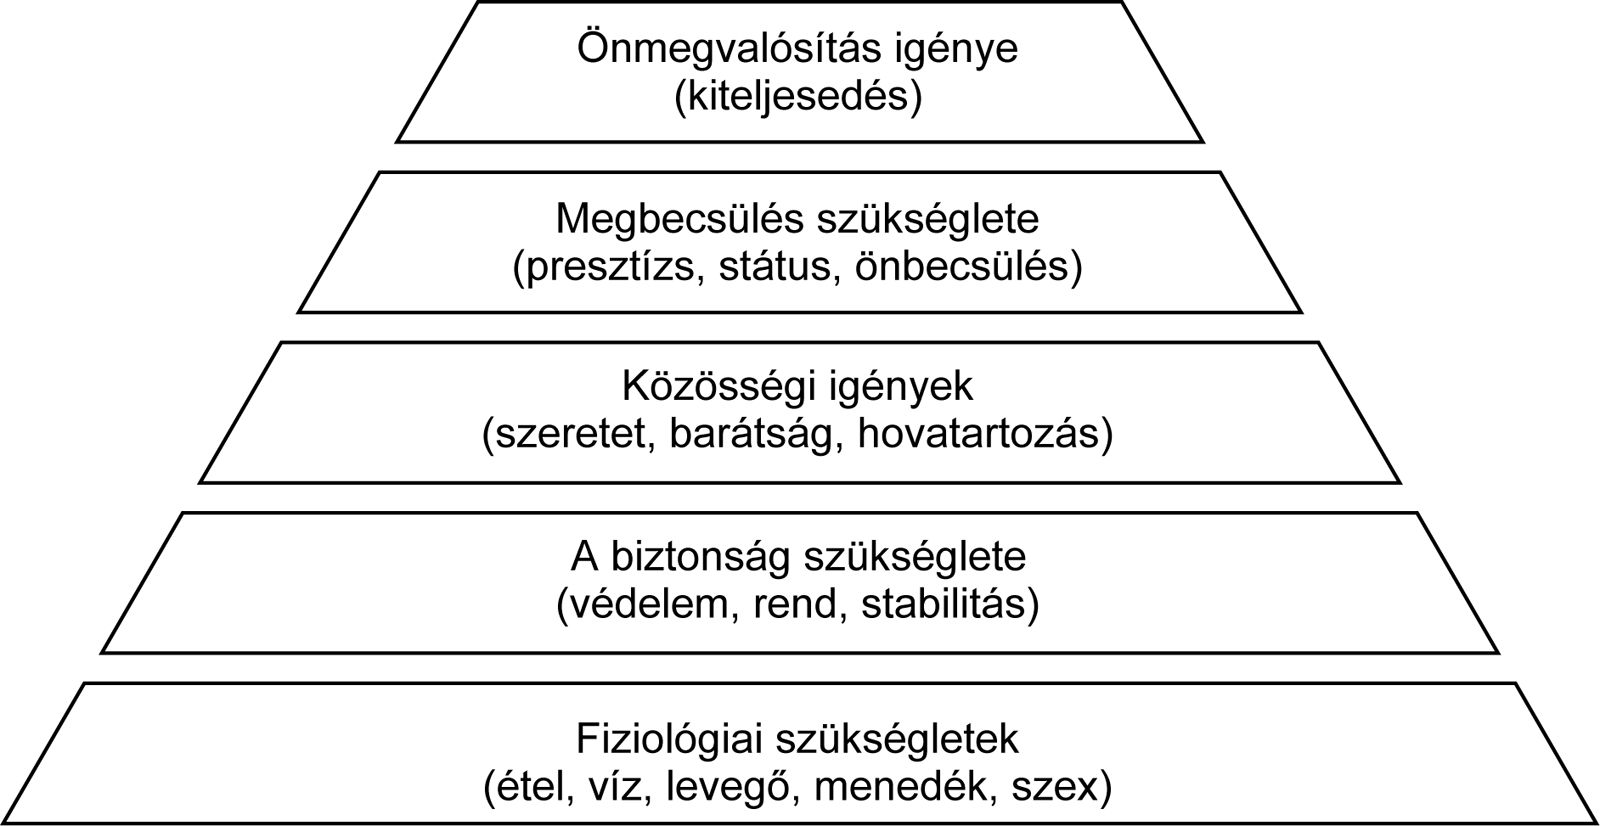 Önmegvalósítás igénye
(kiteljesedés)
Megbecsülés szükséglete
(presztízs, státus, önbecsülés)
Közösségi igények
(szeretet, barátság, hovatartozás)
A biztonság szükséglete
(védelem, rend, stabilitás)
Fiziológiai szükségletek
(étel, víz, levegő, menedék, szex)